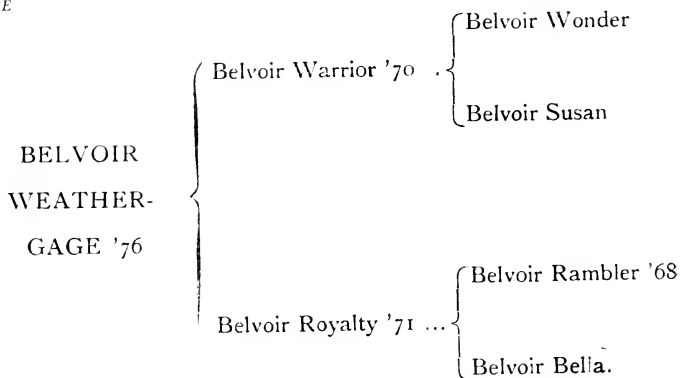 E
Belvoir Wonder
Belvoir Warrior '70 .
Belvoir Susan
BELVOIR
WEATHER-
GAGE '76
Belvoir Rambler '68
Belvoir Royalty '71 ...
Belvoir Bella.